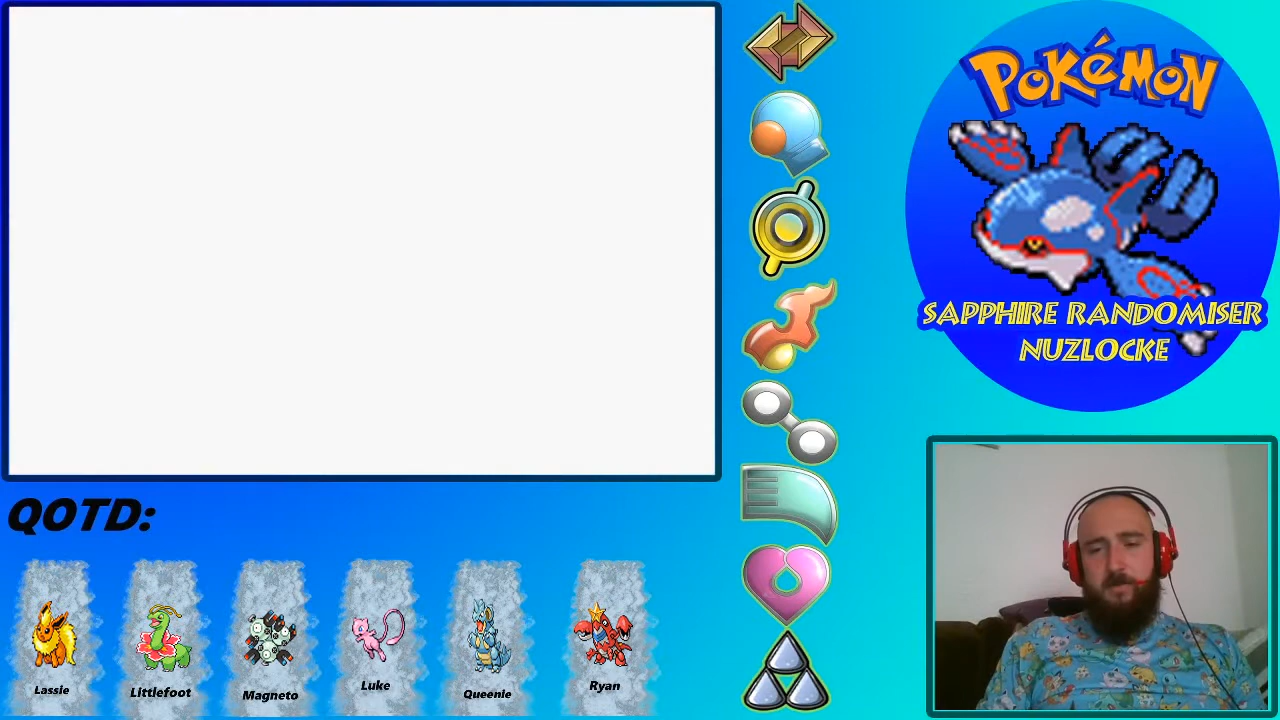 POKéMON
SAPPHIRE RANDOMISER
NUZLOCKE
QOTD:
Lassie
Littlefoot
Magneto
Luke
Queenie
Ryan